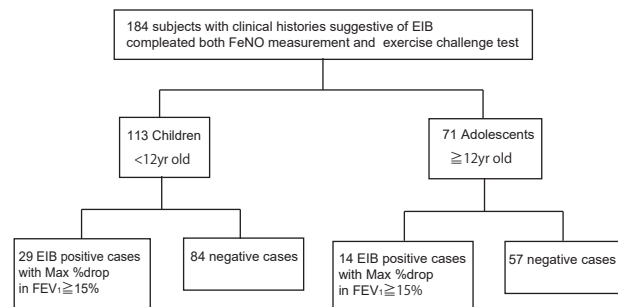 184 subjects with clinical histories suggestive of EIB
compleated both FeNO measurement and exercise challenge test
113 Children
<12yr old
71 Adolescents
≧12yr old
29 EIB positive cases
with Max %drop
in FEV₁≧15%
84 negative cases
14 EIB positive cases
with Max %drop
in FEV₁≧15%
57 negative cases